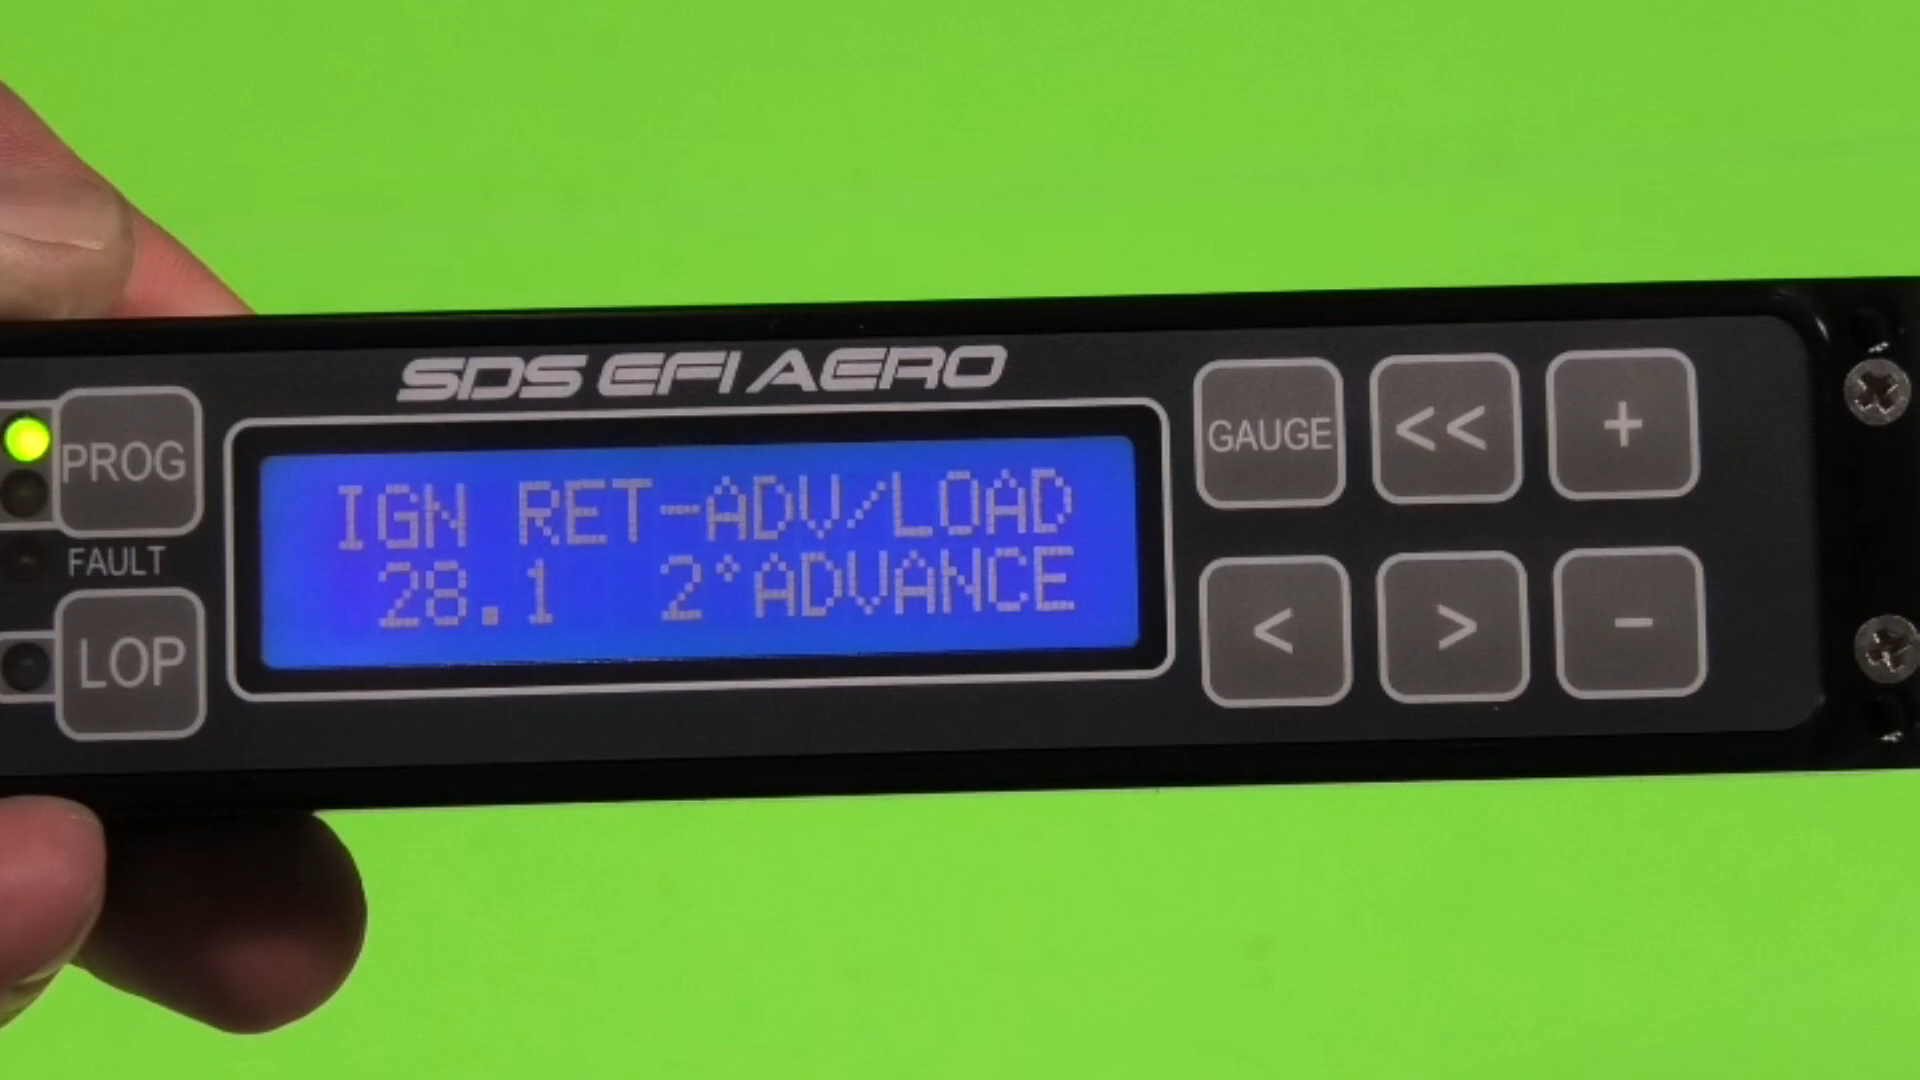 SDS EFI AERO
PROG
FAULT
LOP
IGN RET-ADV/LOAD
28.1 2°ADVANCE
GAUGE << +
< > -